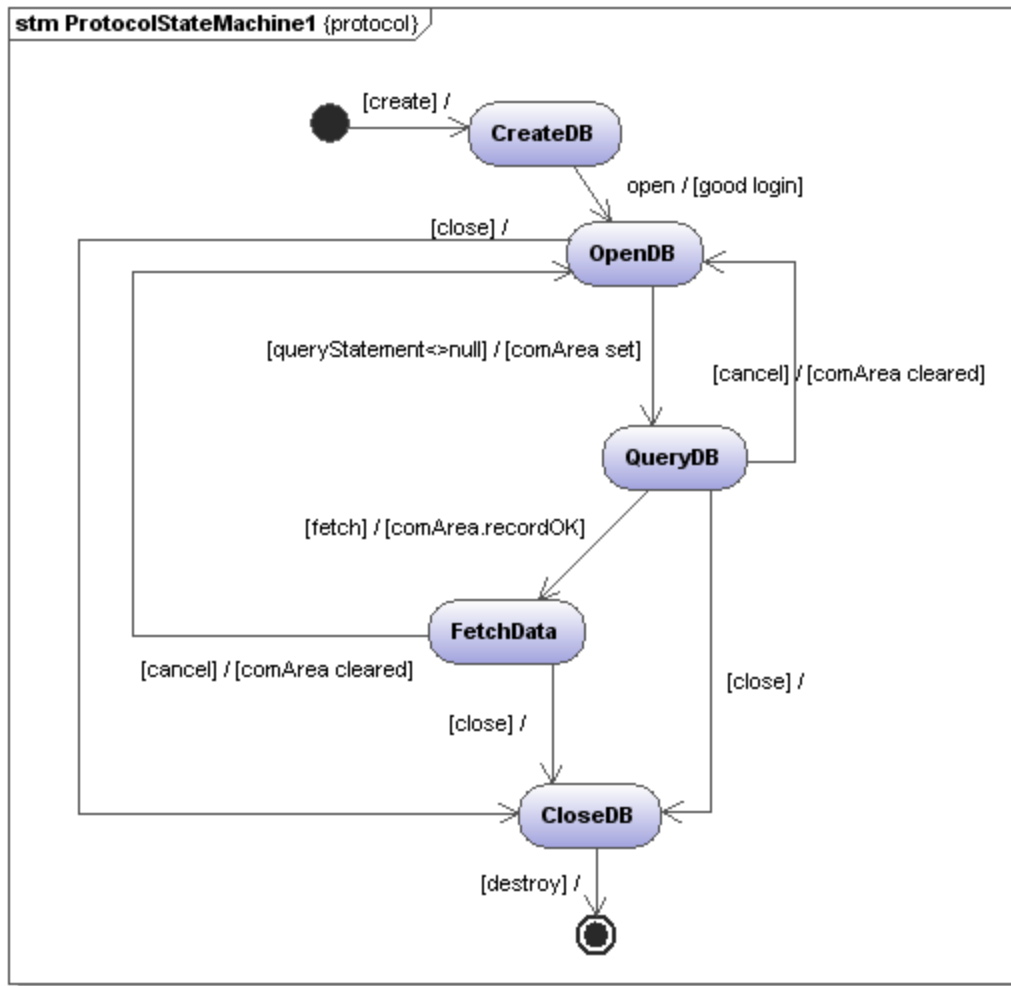 stm ProtocolStateMachine1 {protocol}
[create] /
CreateDB
open / [good login]
[close] /
OpenDB
[queryStatement<>null] / [comArea set]
[cancel] / [comArea cleared]
QueryDB
[fetch] / [comArea.recordOK]
FetchData
[cancel] / [comArea cleared]
[close] /
[close] /
CloseDB
[destroy] /